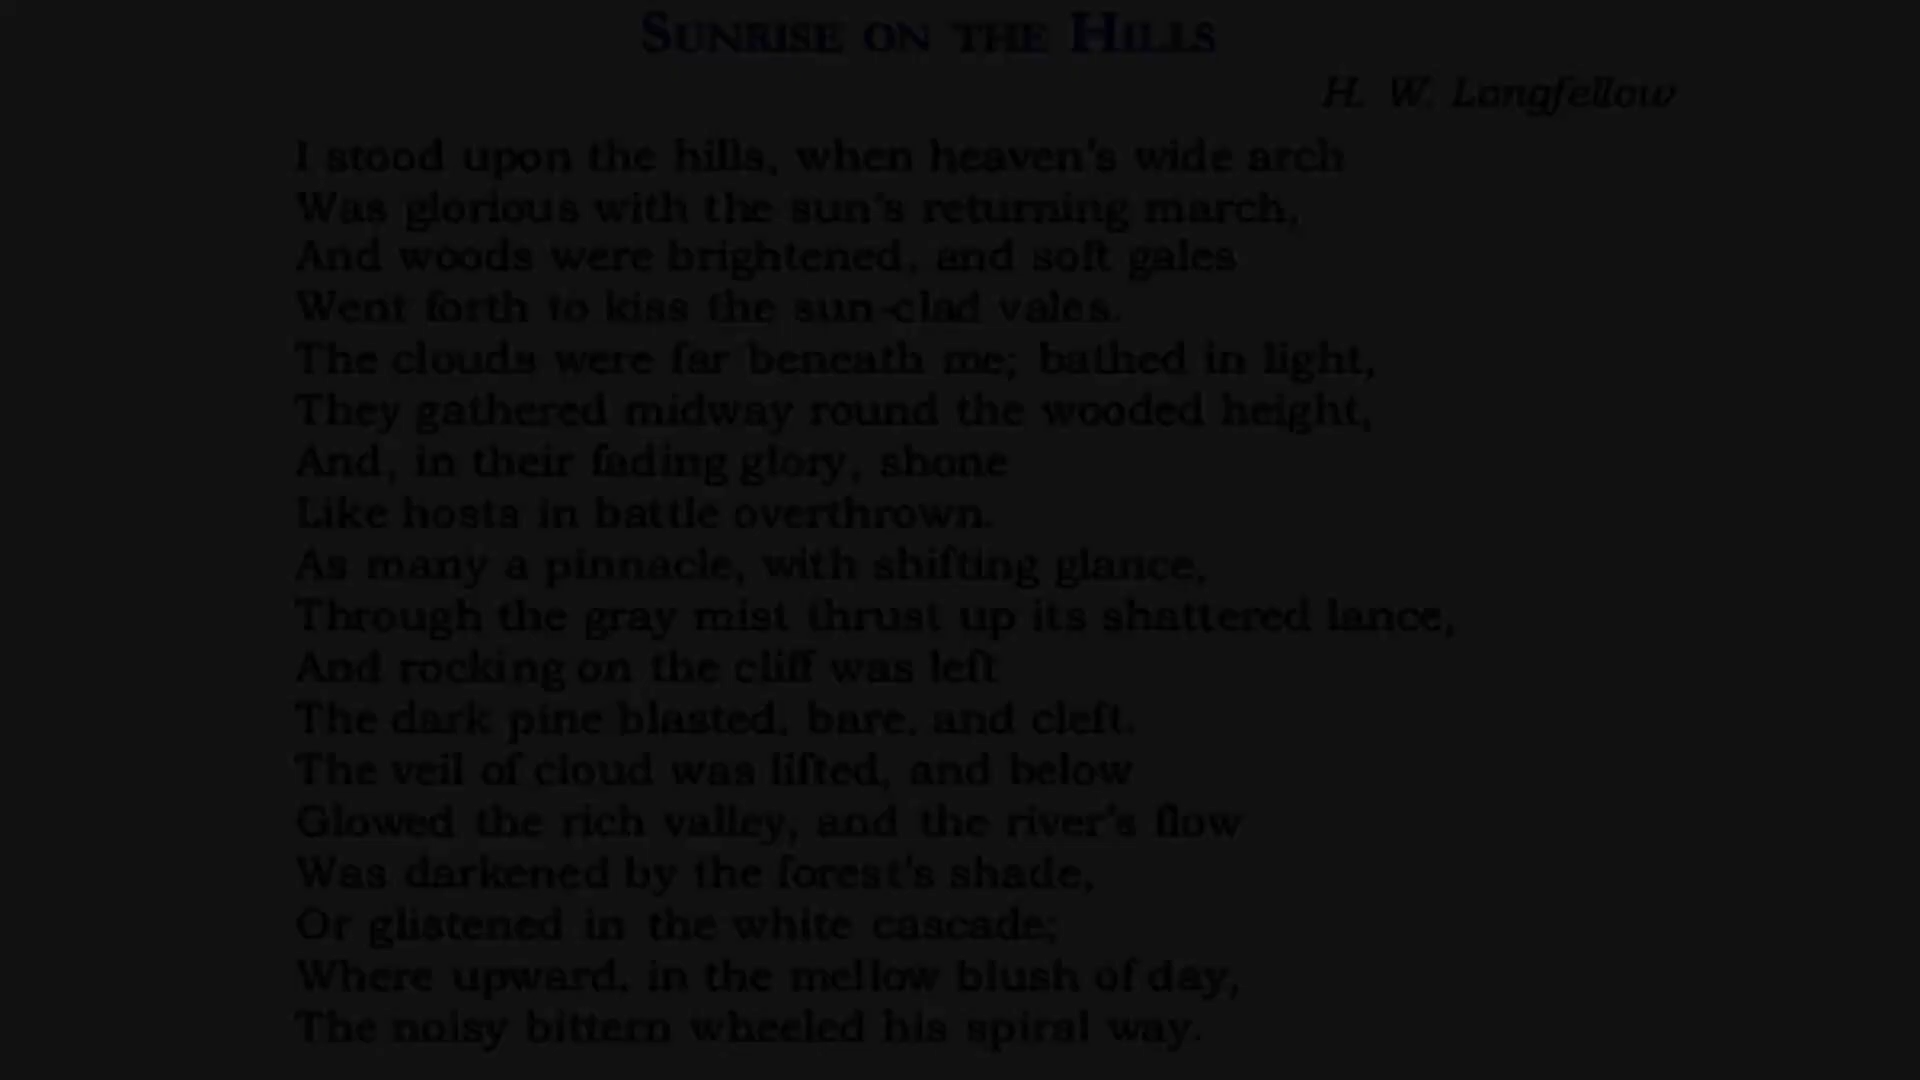 SUNRISE ON THE HILLS
H. W. Longfellow
I stood upon the hills, when heaven's wide arch
Was glorious with the sun's returning march,
And woods were brightened, and soft gales
Went forth to kiss the sun-clad vales.
The clouds were far beneath me; bathed in light,
They gathered midway round the wooded height,
And, in their fading glory, shone
Like hosts in battle overthrown.
As many a pinnacle, with shifting glance,
Through the gray mist thrust up its shattered lance,
And rocking on the cliff was left
The dark pine blasted, bare, and cleft.
The veil of cloud was lifted, and below
Glowed the rich valley, and the river's flow
Was darkened by the forest's shade,
Or glistened in the white cascade;
Where upward, in the mellow blush of day,
The noisy bittern wheeled his spiral way.